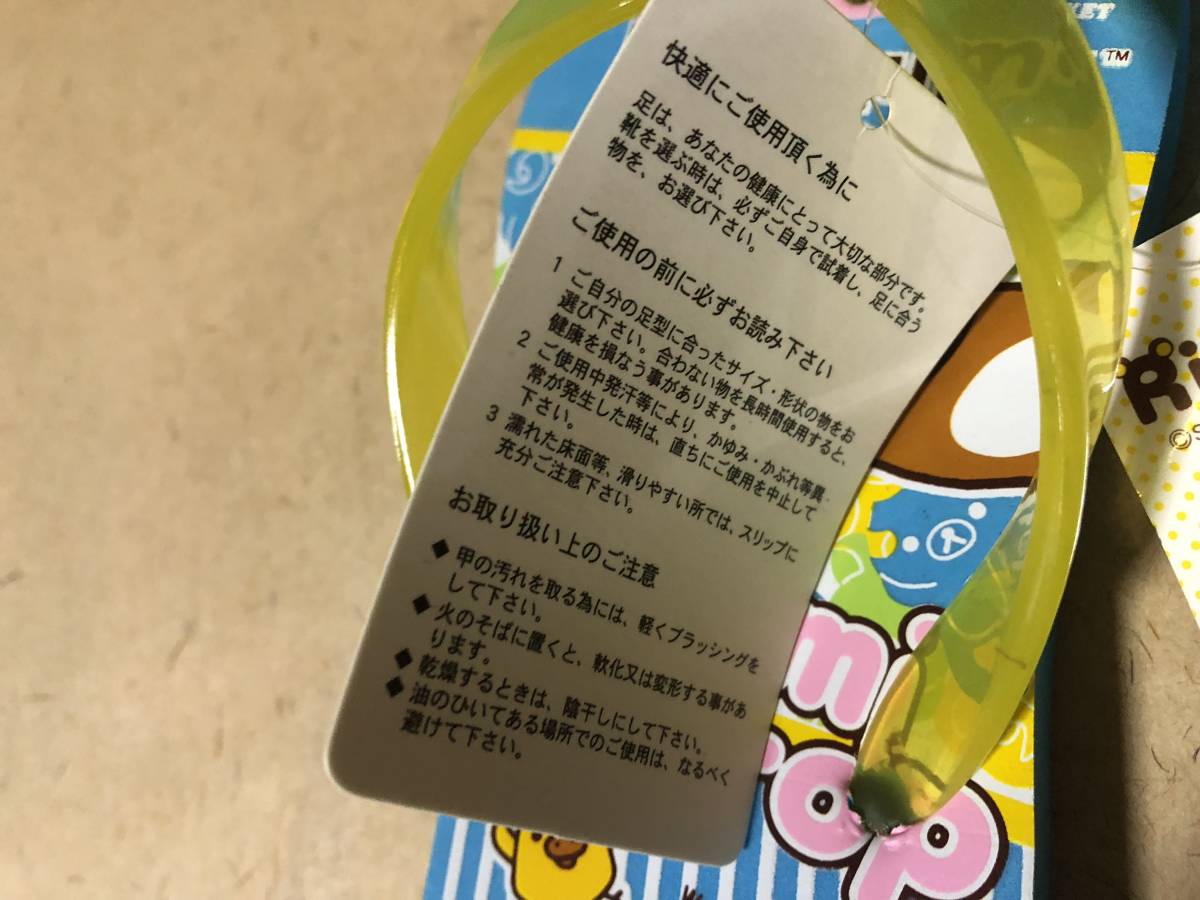 快適にご使用頂く為に
足は、あなたの健康にとって大切な部分です。
靴を選ぶ時は、必ずご自身で試着し、足に合う
物を、お選び下さい。
ご使用の前に必ずお読み下さい
1 ご自分の足型に合ったサイズ・形状の物をお
選び下さい。合わない物を長時間使用すると、
健康を損なう事があります。
2 ご使用中発汗等により、かゆみ・かぶれ等異
常が発生した時は、直ちにご使用を中止して
下さい。
3 濡れた床面等、滑りやすい所では、スリップに
充分ご注意下さい。
お取り扱い上のご注意
◆ 甲の汚れを取る為には、軽くブラッシングを
して下さい。
◆ 火のそばに置くと、軟化又は変形する事があ
ります。
◆ 乾燥するときは、陰干しにして下さい。
◆ 油のひいてある場所でのご使用は、なるべく
避けて下さい。
TM